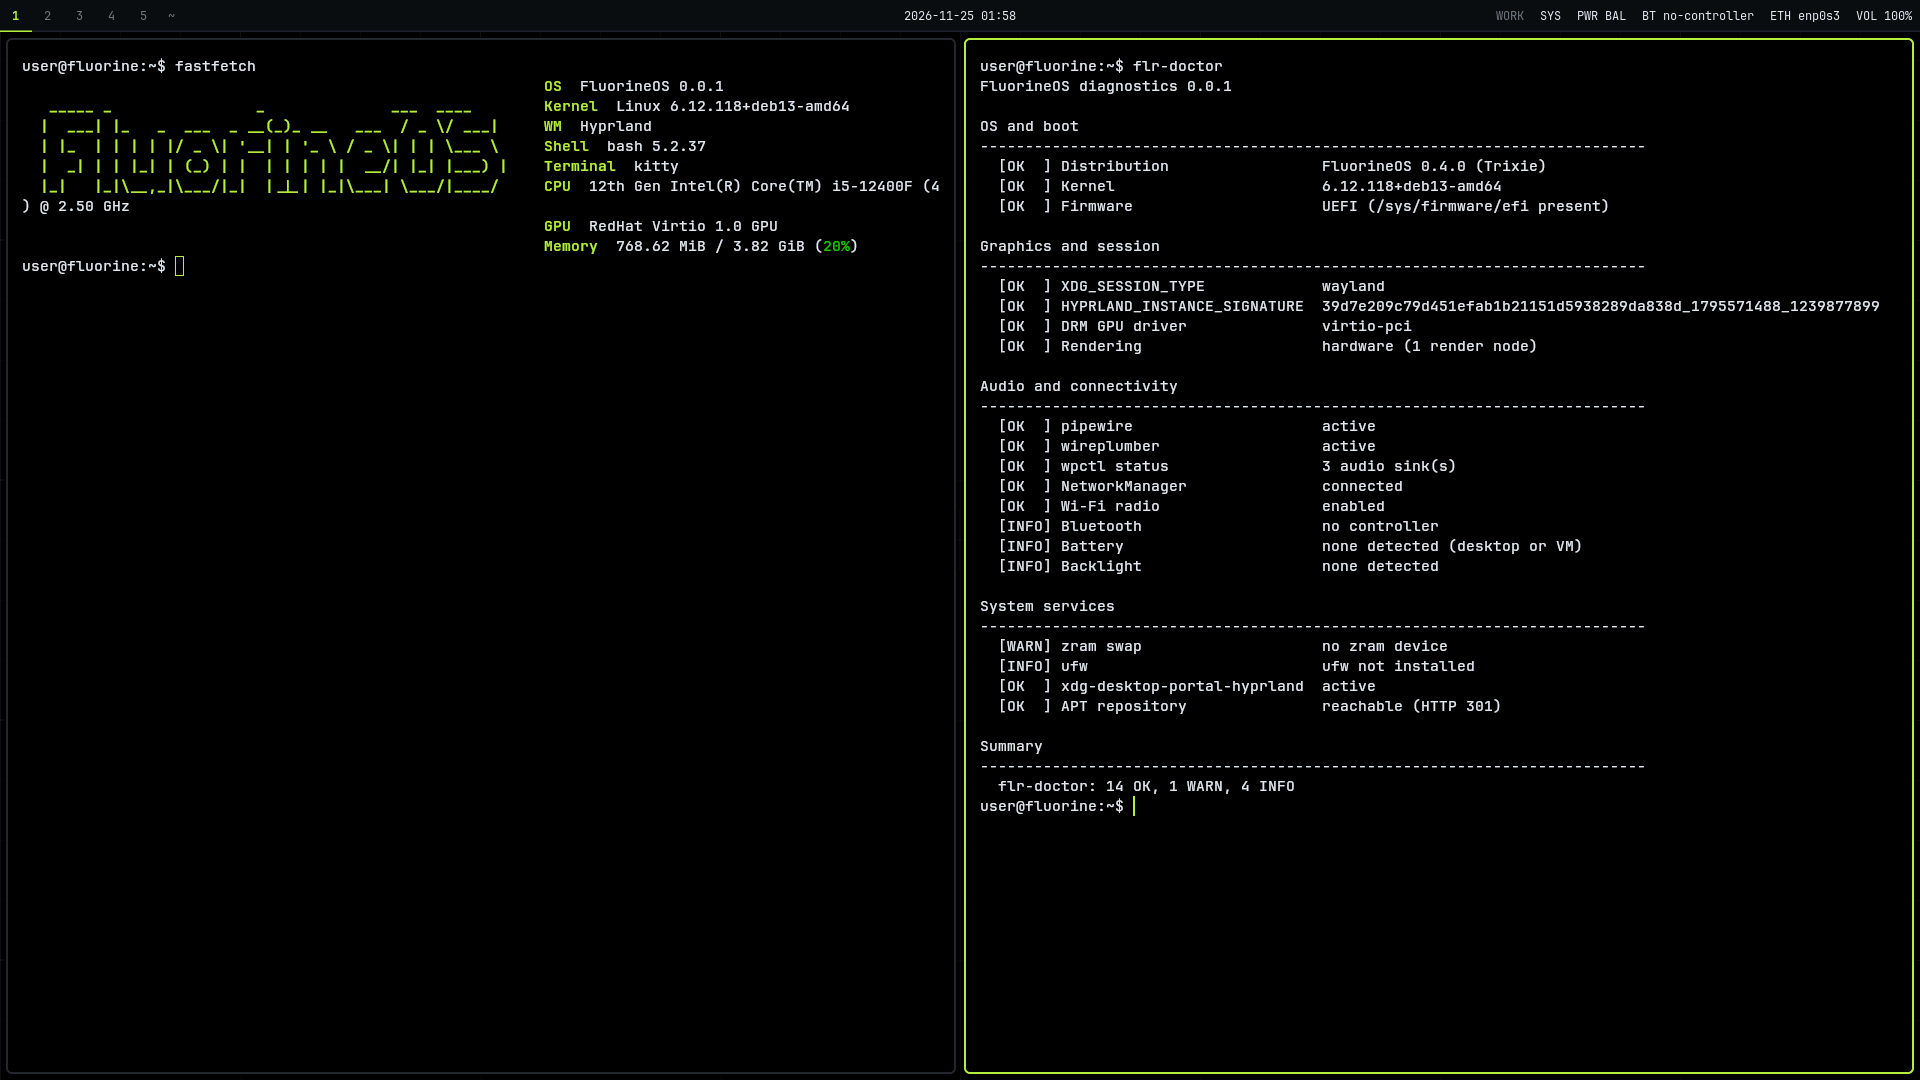 1 2 3 4 5 ~ 2026-11-25 01:58 WORK SYS PWR BAL BT no-controller ETH enp0s3 VOL 100%
user@fluorine:~$ fastfetch
FluorineOS
OS FluorineOS 0.0.1
Kernel Linux 6.12.118+deb13-amd64
WM Hyprland
Shell bash 5.2.37
Terminal kitty
CPU 12th Gen Intel(R) Core(TM) i5-12400F (4
) @ 2.50 GHz
GPU RedHat Virtio 1.0 GPU
Memory 768.62 MiB / 3.82 GiB (20%)
user@fluorine:~$
user@fluorine:~$ flr-doctor
FluorineOS diagnostics 0.0.1
OS and boot
--------------------------------------------------------------------------
[OK  ] Distribution FluorineOS 0.4.0 (Trixie)
[OK  ] Kernel 6.12.118+deb13-amd64
[OK  ] Firmware UEFI (/sys/firmware/efi present)
Graphics and session
--------------------------------------------------------------------------
[OK  ] XDG_SESSION_TYPE wayland
[OK  ] HYPRLAND_INSTANCE_SIGNATURE 39d7e209c79d451efab1b21151d5938289da838d_1795571488_1239877899
[OK  ] DRM GPU driver virtio-pci
[OK  ] Rendering hardware (1 render node)
Audio and connectivity
--------------------------------------------------------------------------
[OK  ] pipewire active
[OK  ] wireplumber active
[OK  ] wpctl status 3 audio sink(s)
[OK  ] NetworkManager connected
[OK  ] Wi-Fi radio enabled
[INFO] Bluetooth no controller
[INFO] Battery none detected (desktop or VM)
[INFO] Backlight none detected
System services
--------------------------------------------------------------------------
[WARN] zram swap no zram device
[INFO] ufw ufw not installed
[OK  ] xdg-desktop-portal-hyprland active
[OK  ] APT repository reachable (HTTP 301)
Summary
--------------------------------------------------------------------------
flr-doctor: 14 OK, 1 WARN, 4 INFO
user@fluorine:~$